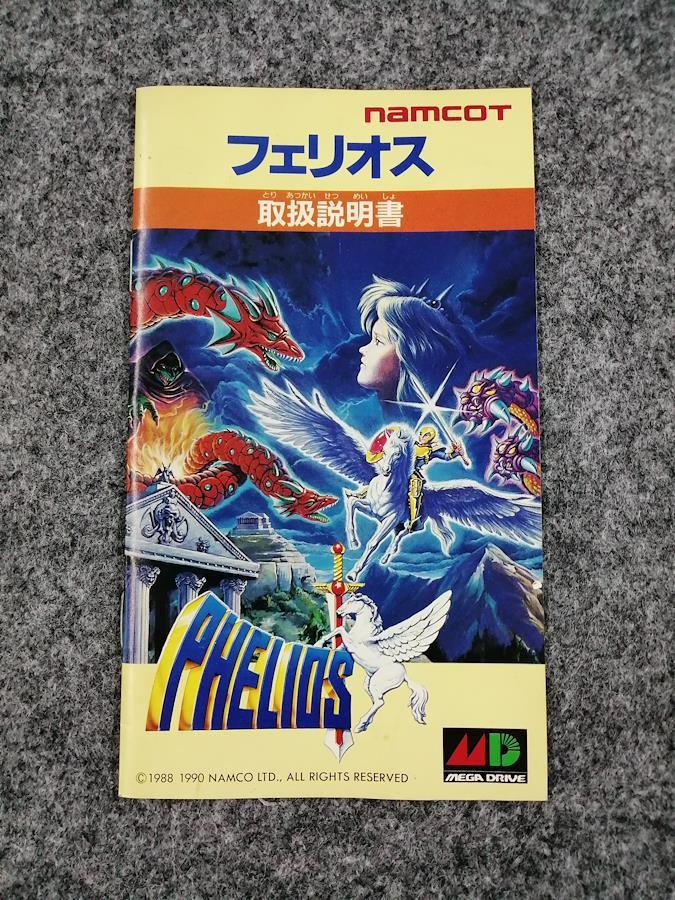 namcoT
フェリオス
とり あつかい せつ めい しょ
取扱説明書
PHELIOS
©1988 1990 NAMCO LTD., ALL RIGHTS RESERVED
MD
MEGA DRIVE